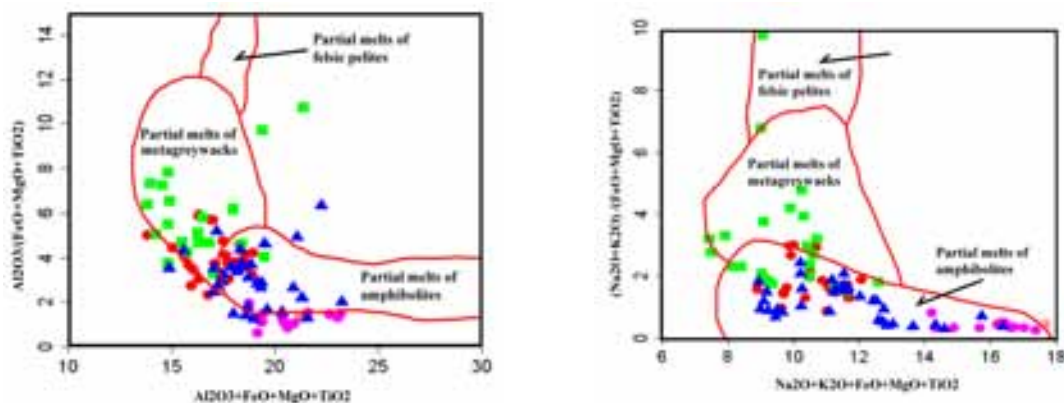 Al2O3/(FeO+MgO+TiO2)
14
12
10
8
6
4
2
0
Partial melts of
felsic pelites
Partial melts of
metagreywacks
Partial melts of
amphibolites
10
15
20
25
30
Al2O3+FeO+MgO+TiO2
(Na2O+K2O) /(FeO+MgO+TiO2)
10
8
6
4
2
0
Partial melts of
felsic pelites
Partial melts of
metagreywacks
Partial melts of
amphibolites
6
8
10
12
14
16
18
Na2O+K2O+FeO+MgO+TiO2